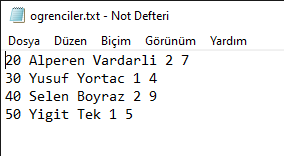 ogrenciler.txt - Not Defteri
Dosya Düzen Biçim Görünüm Yardım
20 Alperen Vardarli 2 7
30 Yusuf Yortac 1 4
40 Selen Boyraz 2 9
50 Yigit Tek 1 5